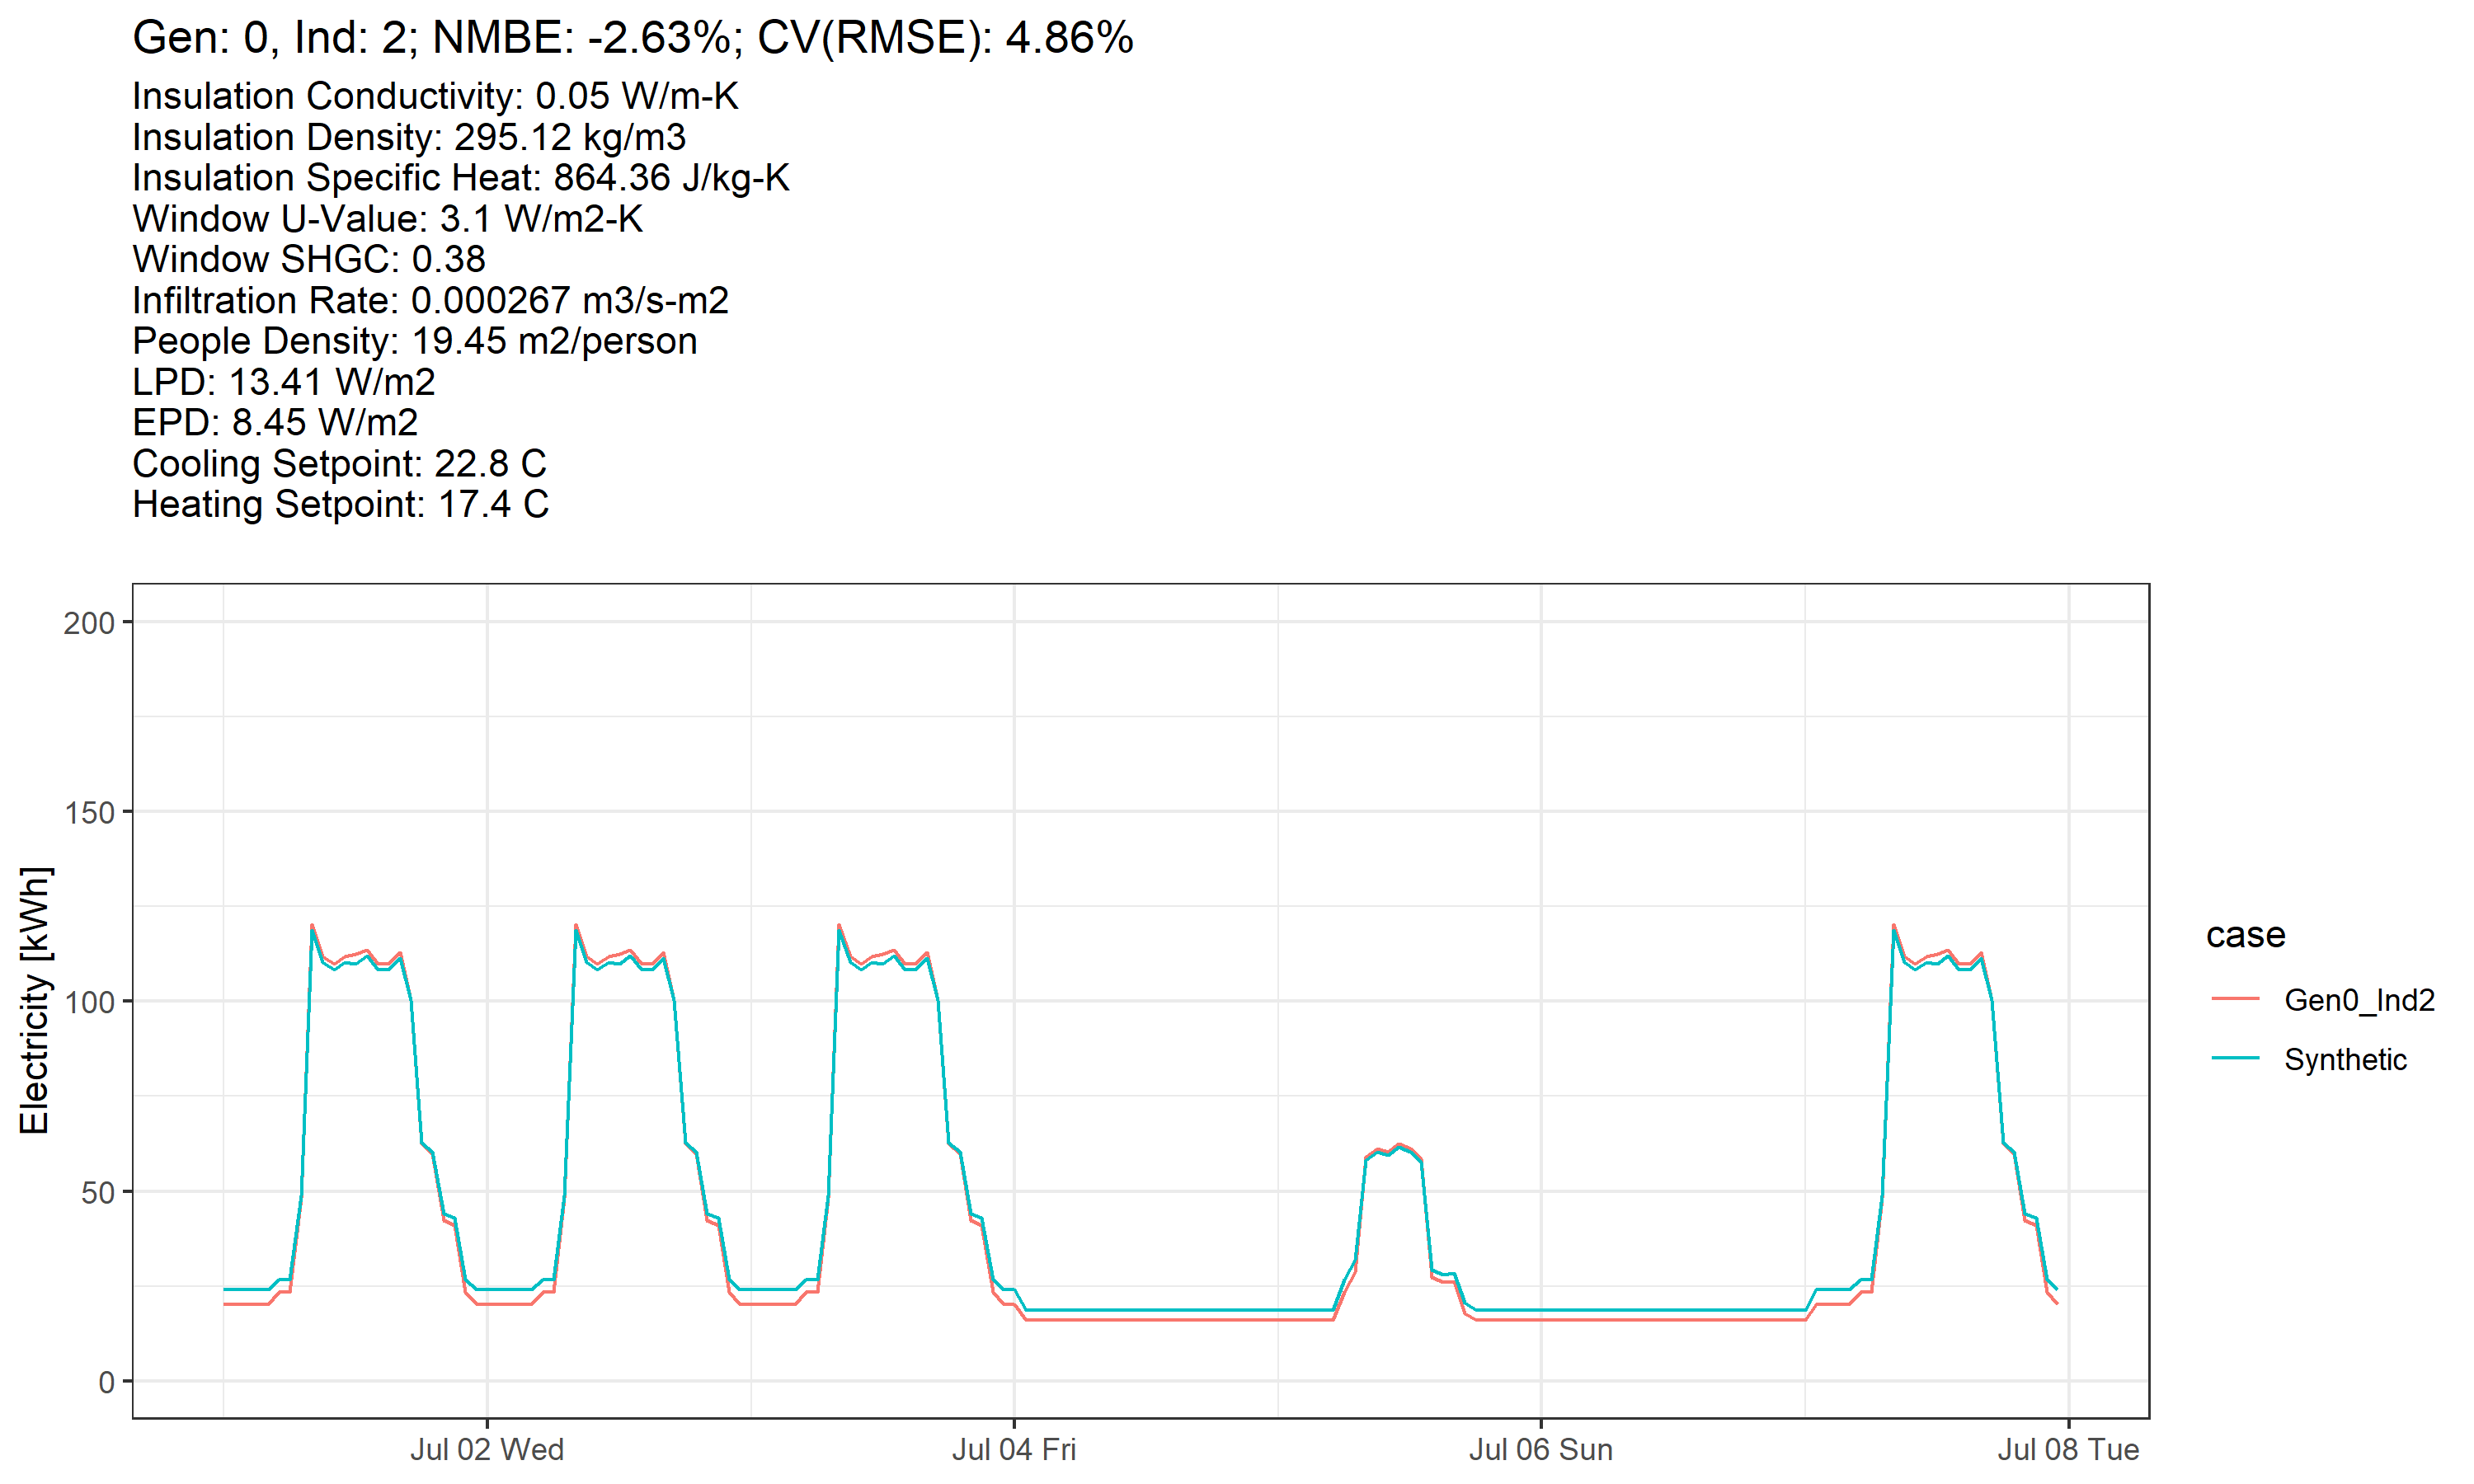 Gen: 0, Ind: 2; NMBE: -2.63%; CV(RMSE): 4.86%
Insulation Conductivity: 0.05 W/m-K
Insulation Density: 295.12 kg/m3
Insulation Specific Heat: 864.36 J/kg-K
Window U-Value: 3.1 W/m2-K
Window SHGC: 0.38
Infiltration Rate: 0.000267 m3/s-m2
People Density: 19.45 m2/person
LPD: 13.41 W/m2
EPD: 8.45 W/m2
Cooling Setpoint: 22.8 C
Heating Setpoint: 17.4 C
Electricity [kWh]
200
150
100
50
0
Jul 02 Wed
Jul 04 Fri
Jul 06 Sun
Jul 08 Tue
case
Gen0_Ind2
Synthetic